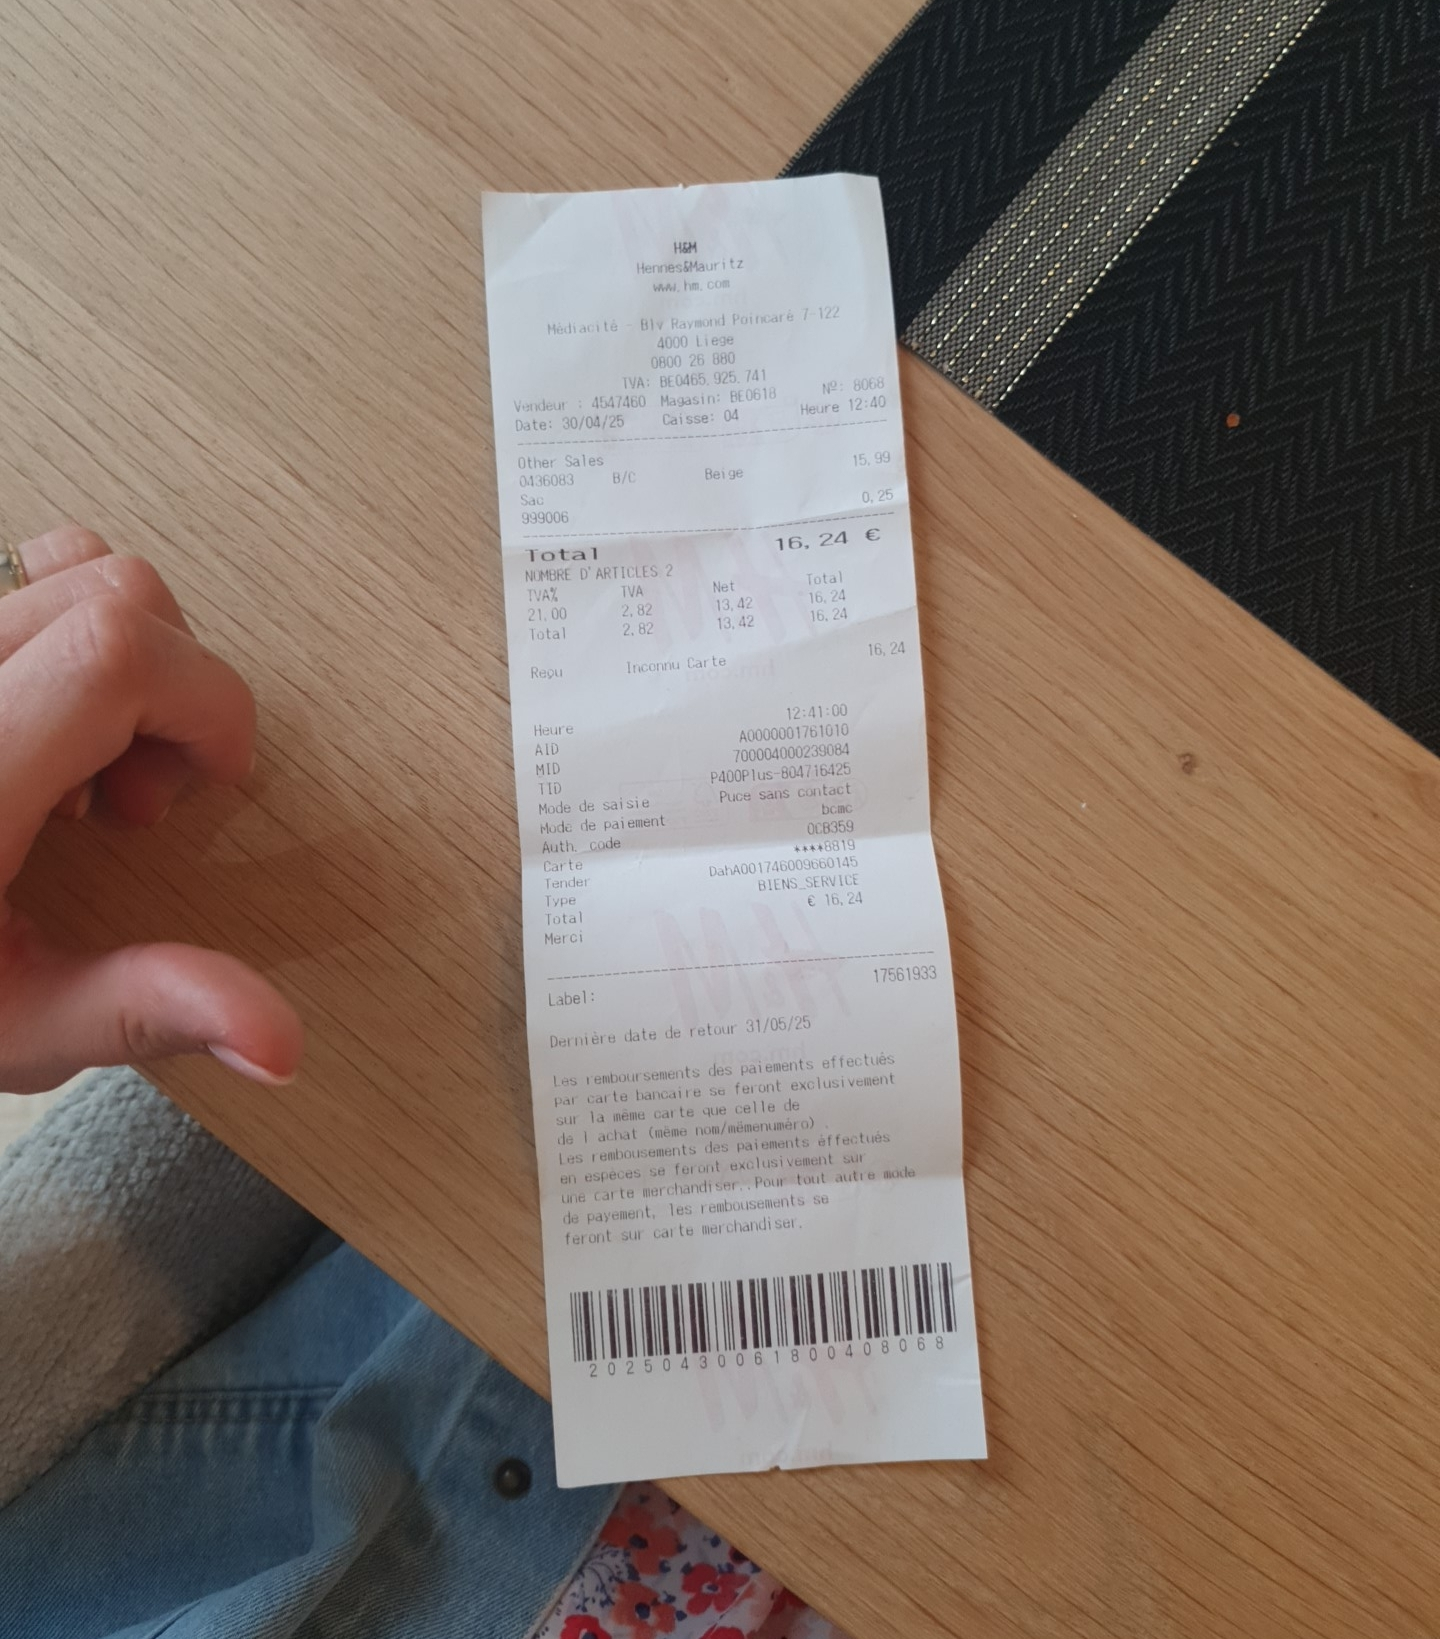 H&M
Hennes&Mauritz
www.hm.com
Médiacité - Blv Raymond Poincaré 7-122
4000 Liege
0800 26 880
TVA: BE0465.925.741
Vendeur : 4547460 Magasin: BE0618 Nº: 8068
Date: 30/04/25 Caisse: 04 Heure 12:40
Other Sales 15,99
0436083 B/C Beige
Sac 0,25
999006
Total 16,24 €
NOMBRE D'ARTICLES 2
TVA% TVA Net Total
21,00 2,82 13,42 16,24
Total 2,82 13,42 16,24
Reçu Inconnu Carte 16,24
Heure 12:41:00
AID A0000001761010
MID 700004000239084
TID P400Plus-804716425
Mode de saisie Puce sans contact
Mode de paiement bcmc
Auth. code 0CB359
Carte ****8819
Tender DahA001746009660145
Type BIENS_SERVICE
Total € 16,24
Merci
Label: 17561933
Dernière date de retour 31/05/25
Les remboursements des paiements effectués
par carte bancaire se feront exclusivement
sur la même carte que celle de
de l achat (même nom/mêmenuméro) .
Les rembousements des paiements éffectués
en espèces se feront exclusivement sur
une carte merchandiser..Pour tout autre mode
de payement, les rembousements se
feront sur carte merchandiser.
20250430061800408068